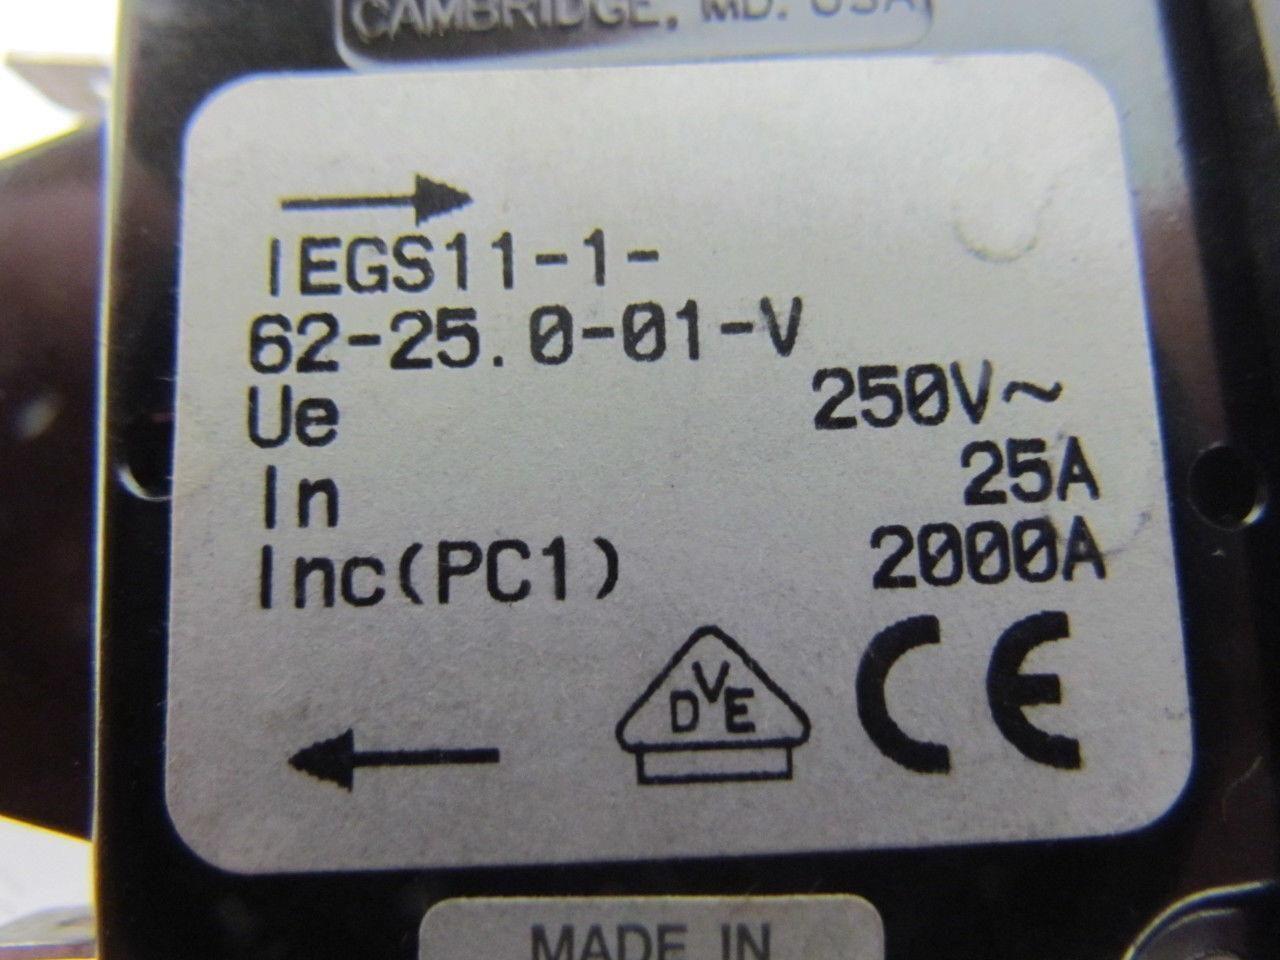 CAMBRIDGE, MD. USA
IEGS11-1-
62-25.0-01-V
Ue 250V~
In 25A
Inc(PC1) 2000A
DVE CE
MADE IN